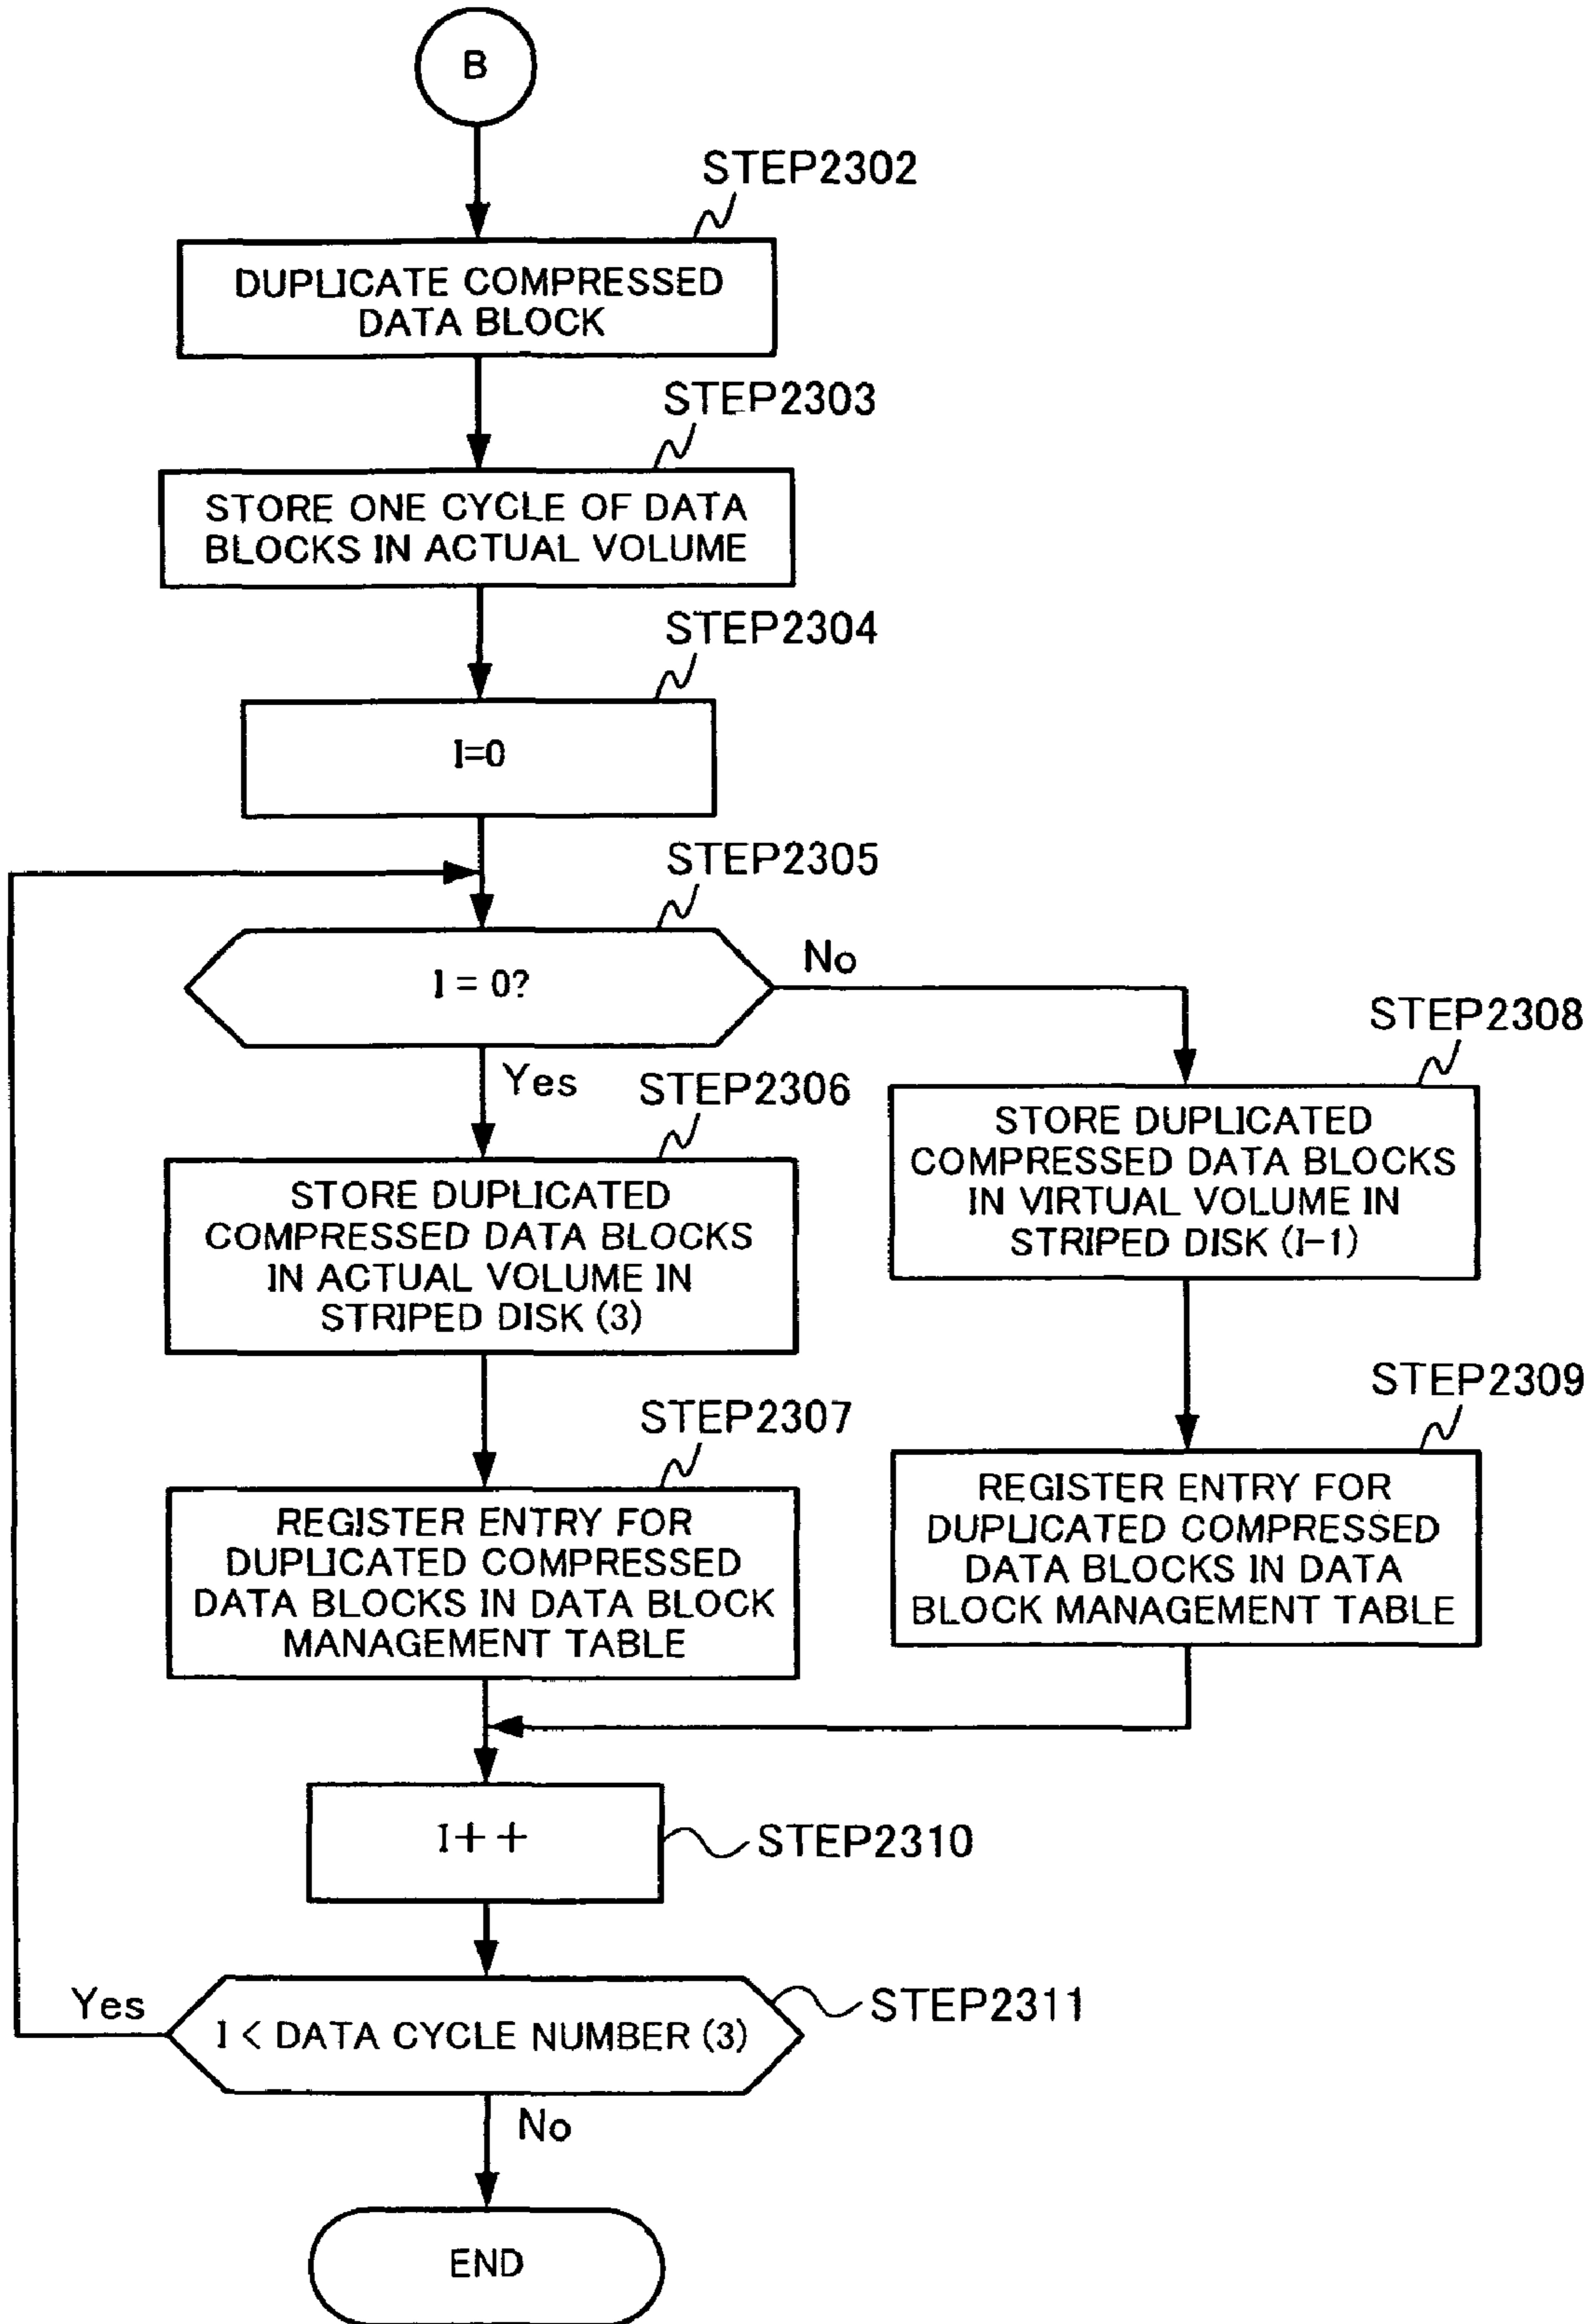 B
STEP2302
DUPLICATE COMPRESSED
DATA BLOCK
STEP2303
STORE ONE CYCLE OF DATA
BLOCKS IN ACTUAL VOLUME
STEP2304
I=0
STEP2305
I = 0?
No
Yes
STEP2308
STORE DUPLICATED
COMPRESSED DATA BLOCKS
IN VIRTUAL VOLUME IN
STRIPED DISK (I-1)
STEP2306
STORE DUPLICATED
COMPRESSED DATA BLOCKS
IN ACTUAL VOLUME IN
STRIPED DISK (3)
STEP2309
REGISTER ENTRY FOR
DUPLICATED COMPRESSED
DATA BLOCKS IN DATA
BLOCK MANAGEMENT TABLE
STEP2307
REGISTER ENTRY FOR
DUPLICATED COMPRESSED
DATA BLOCKS IN DATA BLOCK
MANAGEMENT TABLE
I++
STEP2310
Yes
I < DATA CYCLE NUMBER (3)
STEP2311
No
END